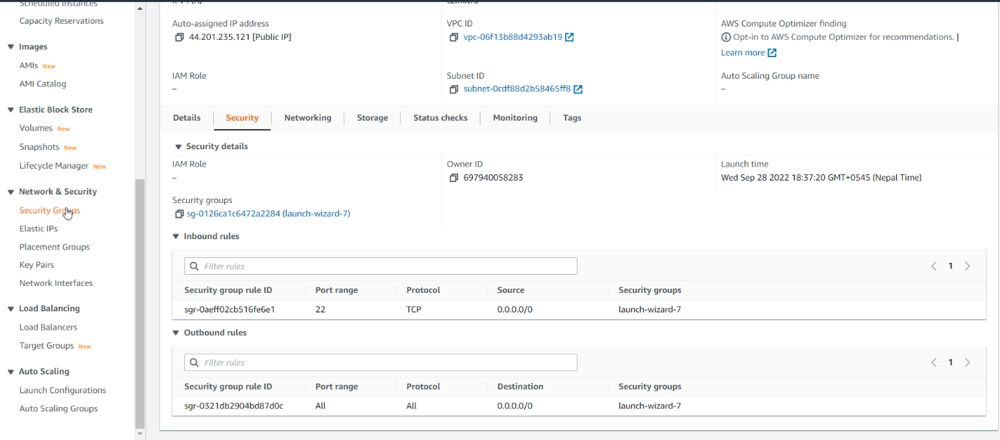 Scheduled Instances
Capacity Reservations
Images
AMIs New
AMI Catalog
Elastic Block Store
Volumes New
Snapshots New
Lifecycle Manager New
Network & Security
Security Groups
Elastic IPs
Placement Groups
Key Pairs
Network Interfaces
Load Balancing
Load Balancers
Target Groups New
Auto Scaling
Launch Configurations
Auto Scaling Groups
t2.micro
Auto-assigned IP address
44.201.235.121 [Public IP]
VPC ID
vpc-06f13b88d4293ab19
AWS Compute Optimizer finding
Opt-in to AWS Compute Optimizer for recommendations. |
Learn more
IAM Role
–
Subnet ID
subnet-0cdf88d2b58465ff8
Auto Scaling Group name
–
Details Security Networking Storage Status checks Monitoring Tags
Security details
IAM Role
–
Owner ID
697940058283
Launch time
Wed Sep 28 2022 18:37:20 GMT+0545 (Nepal Time)
Security groups
sg-0126ca1c6472a2284 (launch-wizard-7)
Inbound rules
Filter rules
1
Security group rule ID Port range Protocol Source Security groups
sgr-0aeff02cb516fe6e1 22 TCP 0.0.0.0/0 launch-wizard-7
Outbound rules
Filter rules
1
Security group rule ID Port range Protocol Destination Security groups
sgr-0321db2904bd87d0c All All 0.0.0.0/0 launch-wizard-7